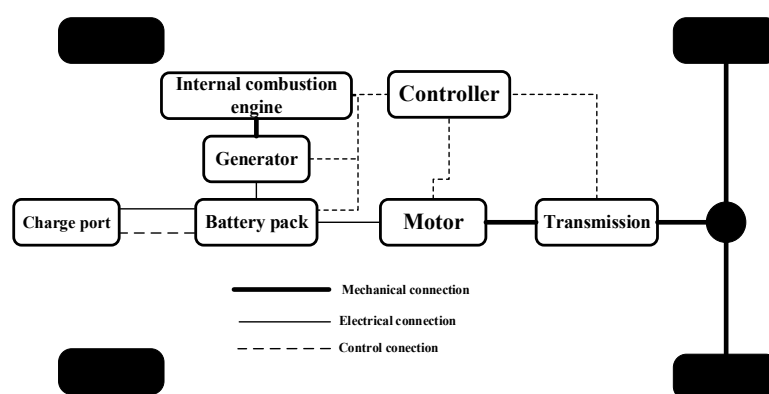 Internal combustion
engine
Controller
Generator
Charge port
Battery pack
Motor
Transmission
Mechanical connection
Electrical connection
Control conection